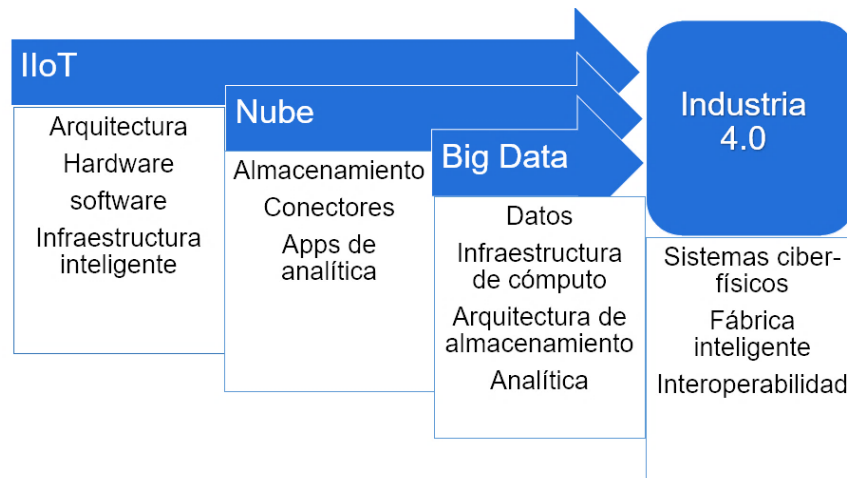 IIoT
Arquitectura
Hardware
software
Infraestructura
inteligente
Nube
Almacenamiento
Conectores
Apps de
analítica
Big Data
Datos
Infraestructura
de cómputo
Arquitectura de
almacenamiento
Analítica
Industria
4.0
Sistemas ciber-
físicos
Fábrica
inteligente
Interoperabilidad